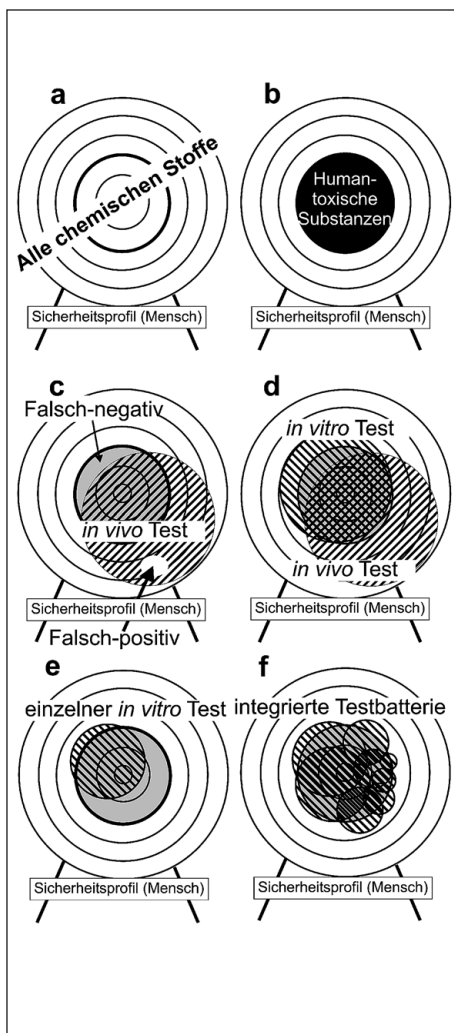 a
Alle chemischen Stoffe
Sicherheitsprofil (Mensch)
b
Human-
toxische
Substanzen
Sicherheitsprofil (Mensch)
c
Falsch-negativ
in vivo Test
Sicherheitsprofil (Mensch)
Falsch-positiv
d
in vitro Test
in vivo Test
Sicherheitsprofil (Mensch)
e
einzelner in vitro Test
Sicherheitsprofil (Mensch)
f
integrierte Testbatterie
Sicherheitsprofil (Mensch)